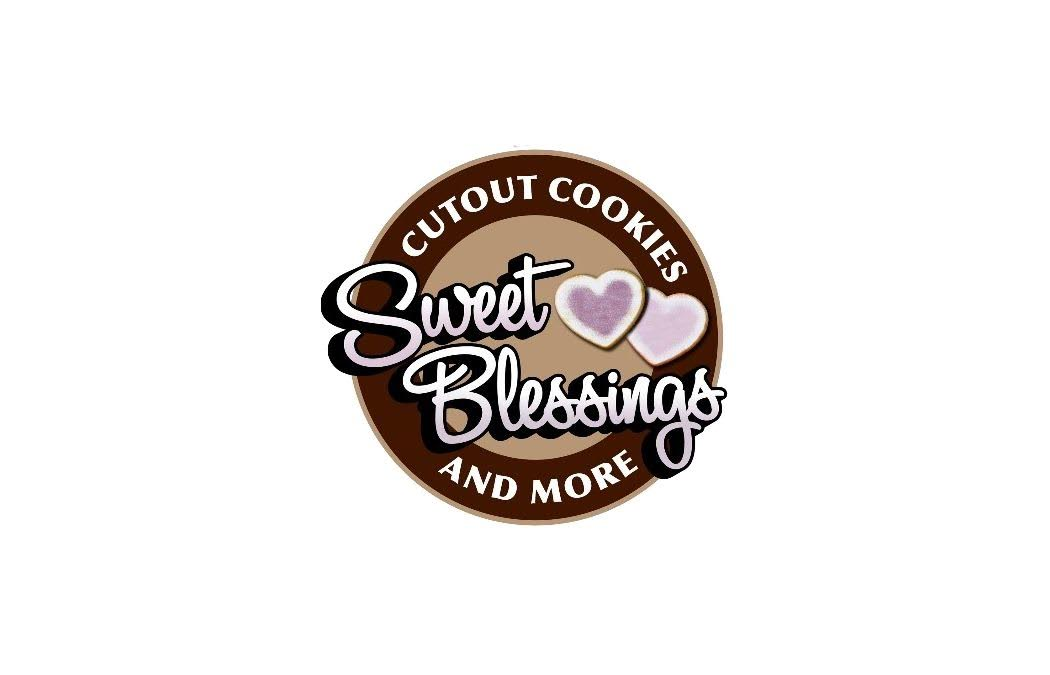 CUTOUT COOKIES
Sweet
Blessings
AND MORE